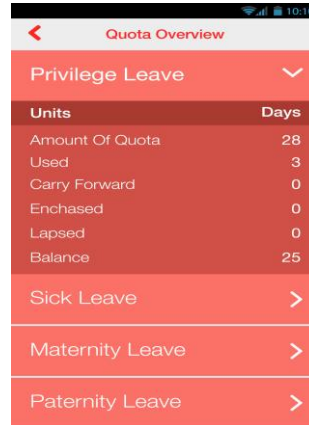 Quota Overview
Privilege Leave
Units Days
Amount Of Quota 28
Used 3
Carry Forward 0
Enchased 0
Lapsed 0
Balance 25
Sick Leave
Maternity Leave
Paternity Leave